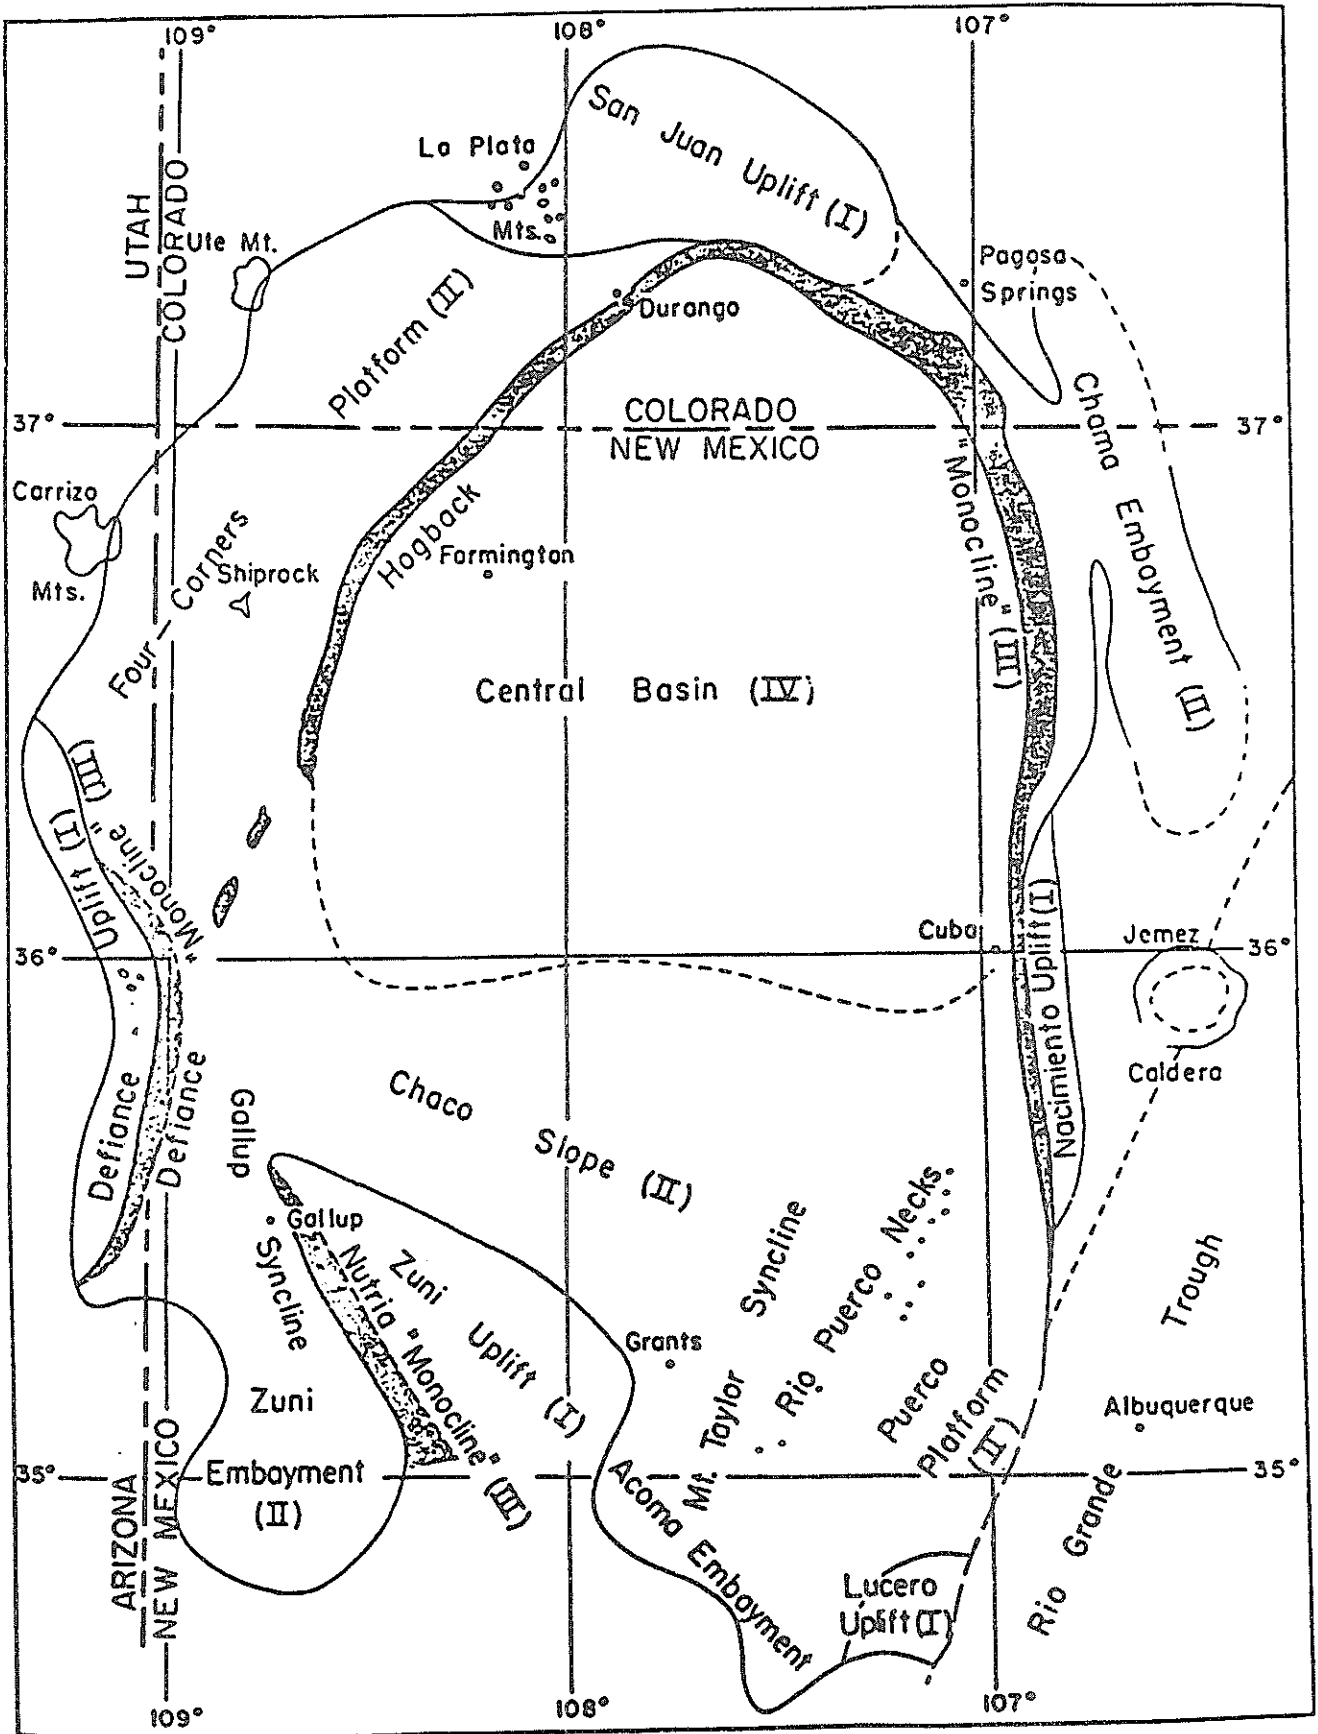 109°
108°
107°
San Juan Uplift (I)
La Plata
Mts.
UTAH
COLORADO
Ute Mt.
Pagosa
Springs
Durango
Platform (II)
37°
COLORADO
NEW MEXICO
37°
Chama Embayment (II)
"Monocline" (III)
Carrizo
Mts.
Hogback
Farmington
Four Corners
Shiprock
Central Basin (IV)
Defiance Uplift (I)
Defiance "Monocline" (III)
Cuba
Jemez
Caldera
36°
36°
Nacimiento Uplift (I)
Chaco
Slope (II)
Gallup
Gallup
Syncline
Zuni
Uplift (I)
Nutria "Monocline" (III)
Grants
Mt. Taylor Syncline
Rio Puerco Necks
Puerco
Platform
(II)
Rio Grande Trough
Albuquerque
Zuni
Embayment
(II)
35°
35°
Acoma Embayment
Lucero
Uplift (I)
ARIZONA
NEW MEXICO
109°
108°
107°